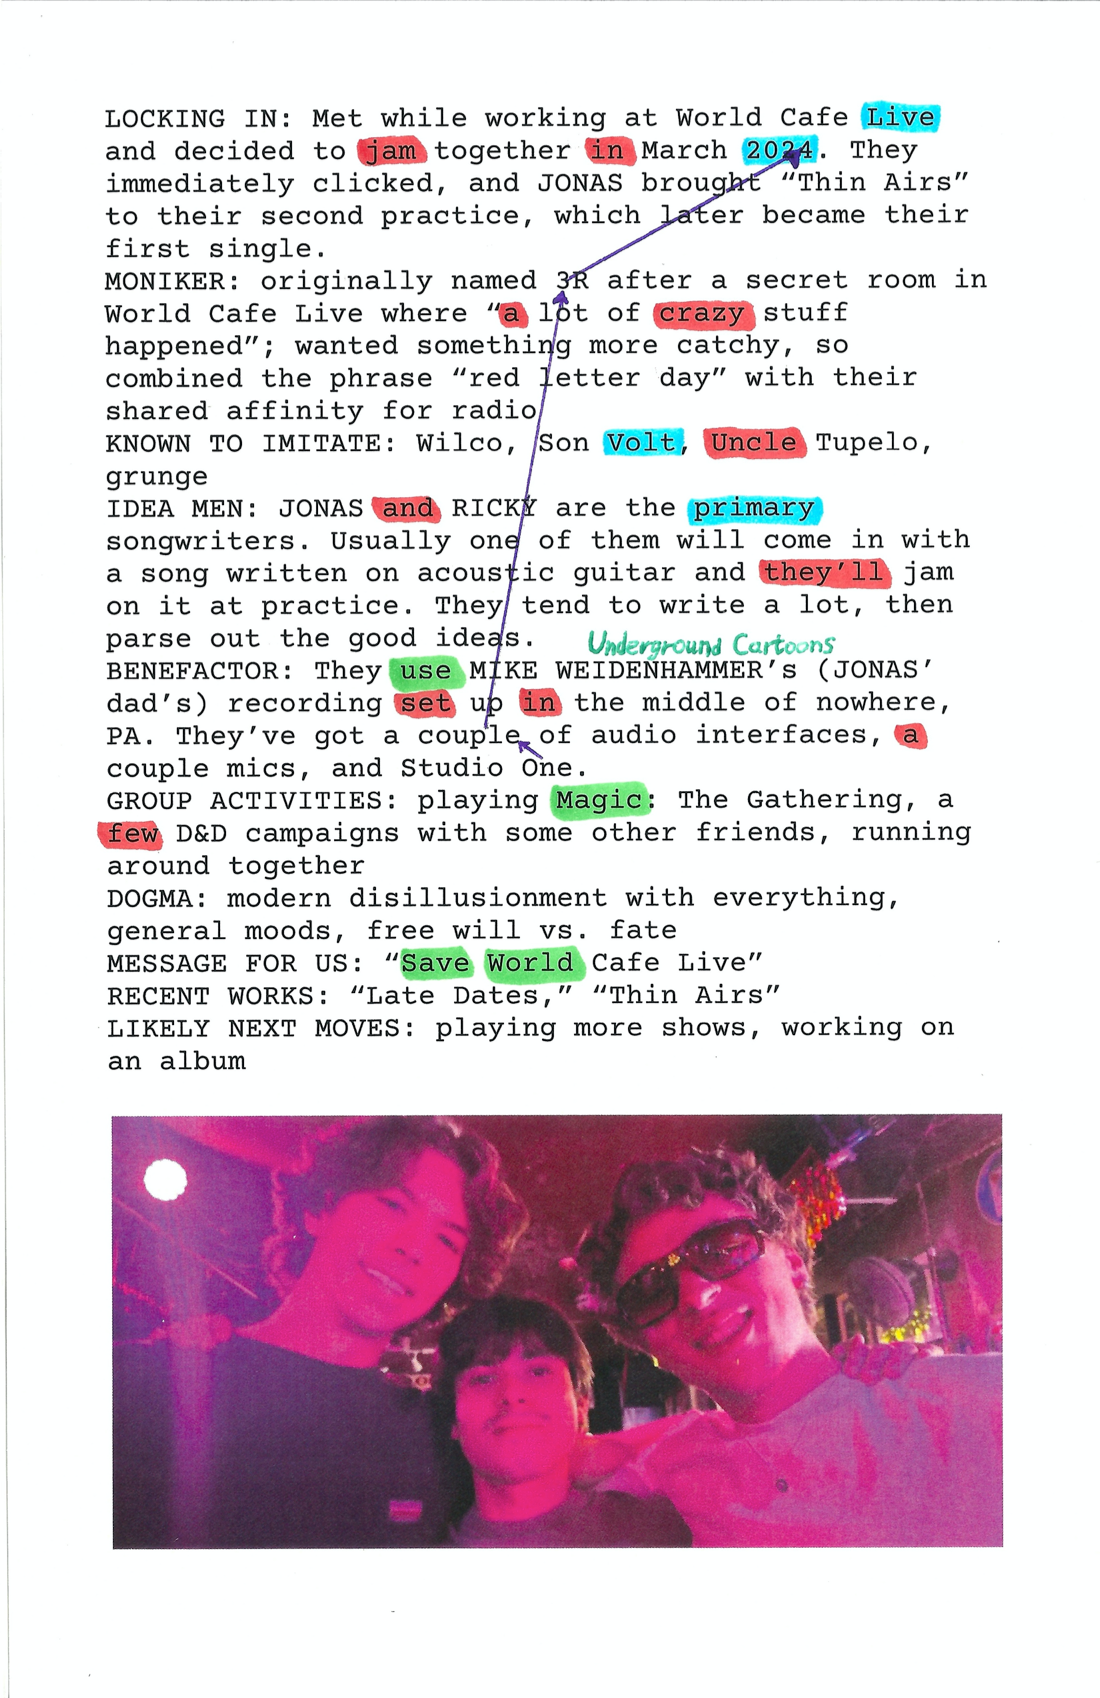 LOCKING IN: Met while working at World Cafe Live
and decided to jam together in March 2024. They
immediately clicked, and JONAS brought “Thin Airs”
to their second practice, which later became their
first single.
MONIKER: originally named 3R after a secret room in
World Cafe Live where “a lot of crazy stuff
happened”; wanted something more catchy, so
combined the phrase “red letter day” with their
shared affinity for radio
KNOWN TO IMITATE: Wilco, Son Volt, Uncle Tupelo,
grunge
IDEA MEN: JONAS and RICKY are the primary
songwriters. Usually one of them will come in with
a song written on acoustic guitar and they’ll jam
on it at practice. They tend to write a lot, then
parse out the good ideas.
Underground Cartoons
BENEFACTOR: They use MIKE WEIDENHAMMER’s (JONAS’
dad’s) recording set up in the middle of nowhere,
PA. They’ve got a couple of audio interfaces, a
couple mics, and Studio One.
GROUP ACTIVITIES: playing Magic: The Gathering, a
few D&D campaigns with some other friends, running
around together
DOGMA: modern disillusionment with everything,
general moods, free will vs. fate
MESSAGE FOR US: “Save World Cafe Live”
RECENT WORKS: “Late Dates,” “Thin Airs”
LIKELY NEXT MOVES: playing more shows, working on
an album